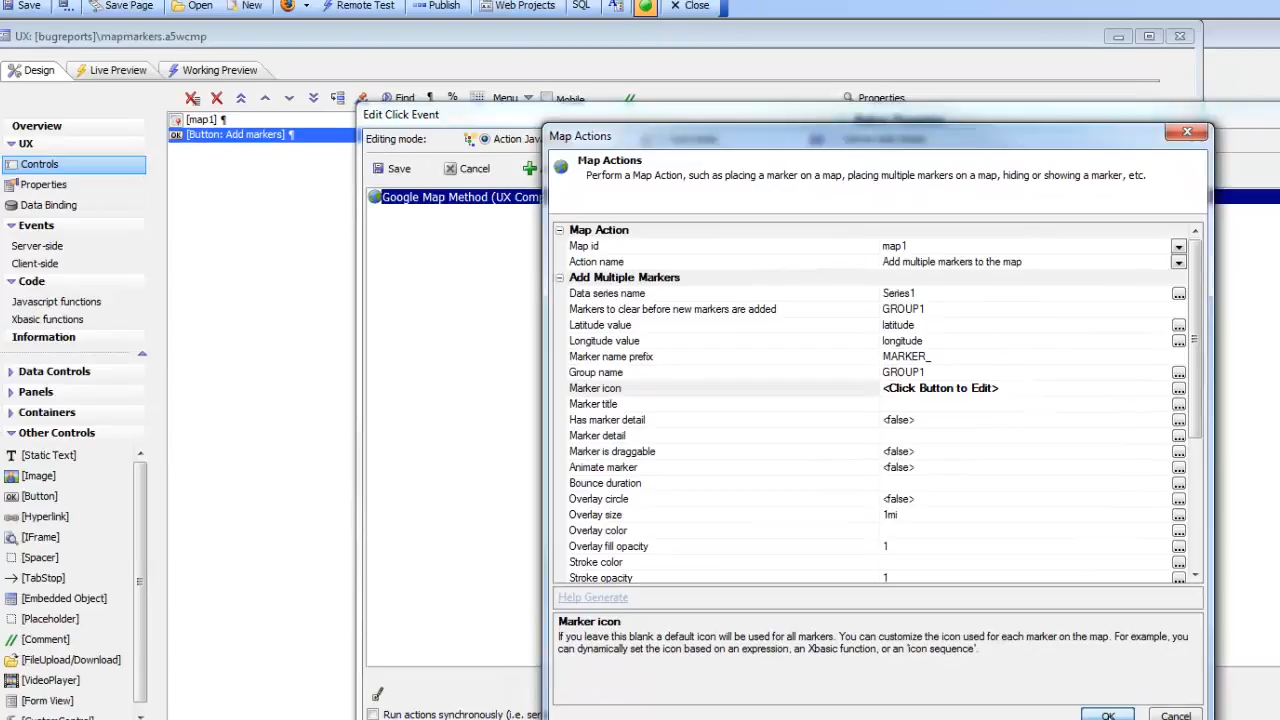 Save Save Page Open New Remote Test Publish Web Projects SQL Close
UX: [bugreports]\mapmarkers.a5wcmp
Design Live Preview Working Preview
Find ¶ % Menu Mobile // Properties
Overview
UX
Controls
Properties
Data Binding
Events
Server-side
Client-side
Code
Javascript functions
Xbasic functions
Information
Data Controls
Panels
Containers
Other Controls
T [Static Text]
[Image]
OK [Button]
[Hyperlink]
[IFrame]
[Spacer]
[TabStop]
[Embedded Object]
[Placeholder]
// [Comment]
[FileUpload/Download]
[VideoPlayer]
[Form View]
[map1] ¶
OK [Button: Add markers] ¶
Edit Click Event
Editing mode: Action Jav
Save Cancel
Google Map Method (UX Comp
Run actions synchronously (i.e. ser
Map Actions
Map Actions
Perform a Map Action, such as placing a marker on a map, placing multiple markers on a map, hiding or showing a marker, etc.
Map Action
Map id map1
Action name Add multiple markers to the map
Add Multiple Markers
Data series name Series1 ...
Markers to clear before new markers are added GROUP1
Latitude value latitude ...
Longitude value longitude ...
Marker name prefix MARKER_
Group name GROUP1 ...
Marker icon <Click Button to Edit> ...
Marker title ...
Has marker detail <false> ...
Marker detail ...
Marker is draggable <false> ...
Animate marker <false> ...
Bounce duration ...
Overlay circle <false> ...
Overlay size 1mi ...
Overlay color ...
Overlay fill opacity 1 ...
Stroke color ...
Stroke opacity 1 ...
Help Generate
Marker icon
If you leave this blank a default icon will be used for all markers. You can customize the icon used for each marker on the map. For example, you
can dynamically set the icon based on an expression, an Xbasic function, or an 'icon sequence'.
OK Cancel